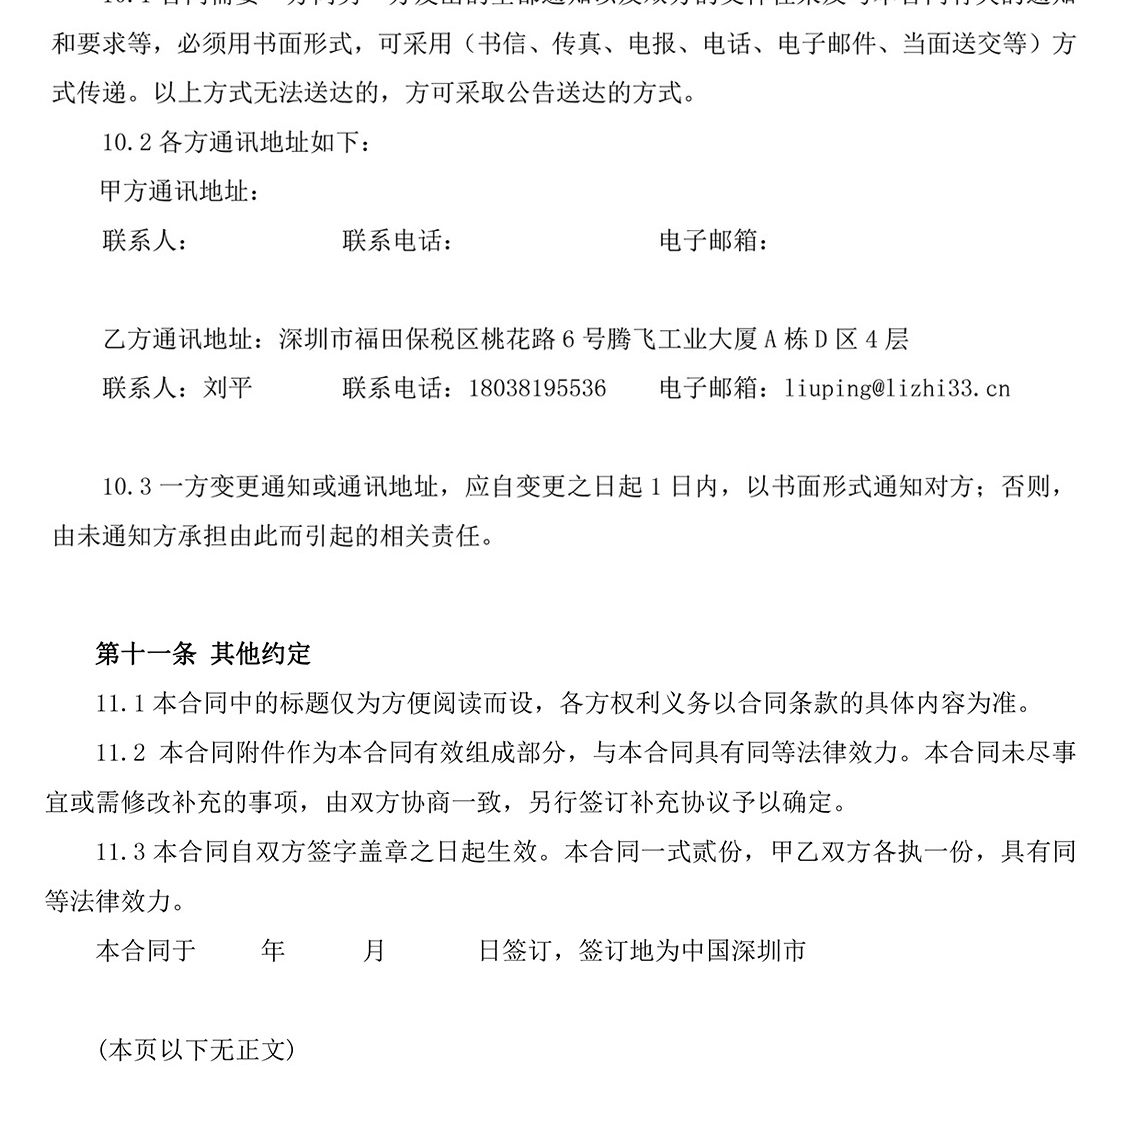 和要求等，必须用书面形式，可采用（书信、传真、电报、电话、电子邮件、当面送交等）方
式传递。以上方式无法送达的，方可采取公告送达的方式。
10.2 各方通讯地址如下：
甲方通讯地址：
联系人： 联系电话： 电子邮箱：
乙方通讯地址：深圳市福田保税区桃花路 6 号腾飞工业大厦 A 栋 D 区 4 层
联系人：刘平 联系电话：18038195536 电子邮箱：liuping@lizhi33.cn
10.3 一方变更通知或通讯地址，应自变更之日起 1 日内，以书面形式通知对方；否则，
由未通知方承担由此而引起的相关责任。
第十一条 其他约定
11.1 本合同中的标题仅为方便阅读而设，各方权利义务以合同条款的具体内容为准。
11.2 本合同附件作为本合同有效组成部分，与本合同具有同等法律效力。本合同未尽事
宜或需修改补充的事项，由双方协商一致，另行签订补充协议予以确定。
11.3 本合同自双方签字盖章之日起生效。本合同一式贰份，甲乙双方各执一份，具有同
等法律效力。
本合同于 年 月 日签订，签订地为中国深圳市
(本页以下无正文)